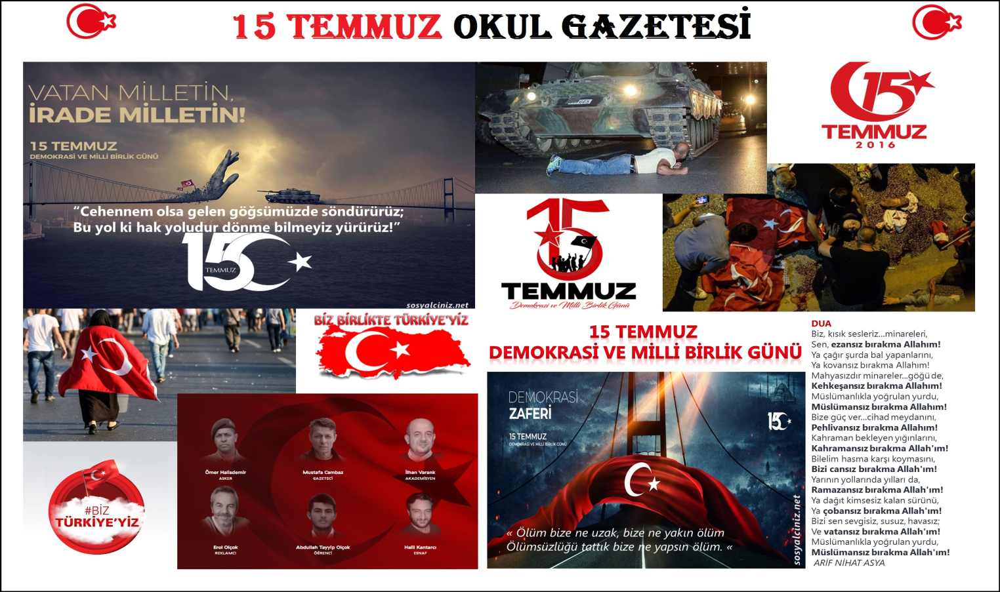 15 TEMMUZ OKUL GAZETESİ
VATAN MİLLETİN,
İRADE MİLLETİN!
15 TEMMUZ
DEMOKRASİ VE MİLLİ BİRLİK GÜNÜ
“Cehennem olsa gelen göğsümüzde söndürürüz;
Bu yol ki hak yoludur dönme bilmeyiz yürürüz!”
15
TEMMUZ
sosyalciniz.net
665
15
TEMMUZ
2016
15
TEMMUZ
Demokrasi ve Milli Birlik Günü
BİZ BİRLİKTE TÜRKİYE'YİZ
#BİZ
TÜRKİYE'YİZ
Ömer Halisdemir
ASKER
Mustafa Cambaz
GAZETECİ
İlhan Varank
AKADEMİSYEN
Erol Olçok
REKLAMCI
Abdullah Tayyip Olçok
ÖĞRENCİ
Halil Kantarcı
ESNAF
15 TEMMUZ
DEMOKRASİ VE MİLLİ BİRLİK GÜNÜ
DEMOKRASİ
ZAFERİ
15 TEMMUZ
DEMOKRASİ VE MİLLİ BİRLİK GÜNÜ
15
« Ölüm bize ne uzak, bize ne yakın ölüm
Ölümsüzlüğü tattık bize ne yapsın ölüm. «
sosyalciniz.net
DUA
Biz, kısık sesleriz...minareleri,
Sen, ezansız bırakma Allahım!
Ya çağır şurda bal yapanlarını,
Ya kovansız bırakma Allahım!
Mahyasızdır minareler...göğü de,
Kehkeşansız bırakma Allahım!
Müslümanlıkla yoğrulan yurdu,
Müslümansız bırakma Allahım!
Bize güç ver...cihad meydanını,
Pehlivansız bırakma Allahım!
Kahraman bekleyen yığınlarını,
Kahramansız bırakma Allah'ım!
Bilelim hasma karşı koymasını,
Bizi cansız bırakma Allah'ım!
Yarının yollarında yılları da,
Ramazansız bırakma Allah'ım!
Ya dağıt kimsesiz kalan sürünü,
Ya çobansız bırakma Allah'ım!
Bizi sen sevgisiz, susuz, havasız;
Ve vatansız bırakma Allah'ım!
Müslümanlıkla yoğrulan yurdu,
Müslümansız bırakma Allah'ım!
ARİF NİHAT ASYA